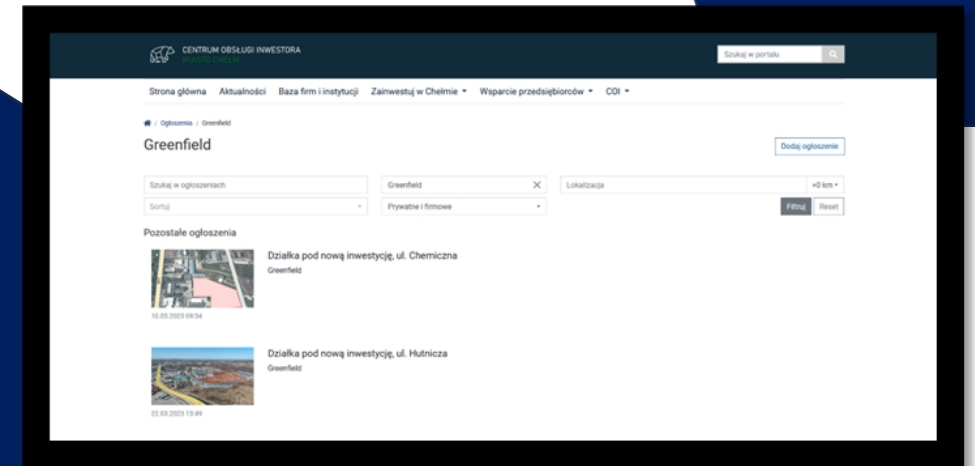 CENTRUM OBSŁUGI INWESTORA
MIASTO CHEŁM
Szukaj w portalu
Strona główna Aktualności Baza firm i instytucji Zainwestuj w Chełmie Wsparcie przedsiębiorców COI
/ Ogłoszenia / Greenfield
Greenfield
Dodaj ogłoszenie
Szukaj w ogłoszeniach Greenfield Lokalizacja +0 km
Sortuj Prywatne i firmowe Filtruj Reset
Pozostałe ogłoszenia
Działka pod nową inwestycję, ul. Chemiczna
Greenfield
10.05.2023 09:34
Działka pod nową inwestycję, ul. Hutnicza
Greenfield
22.03.2023 13:49